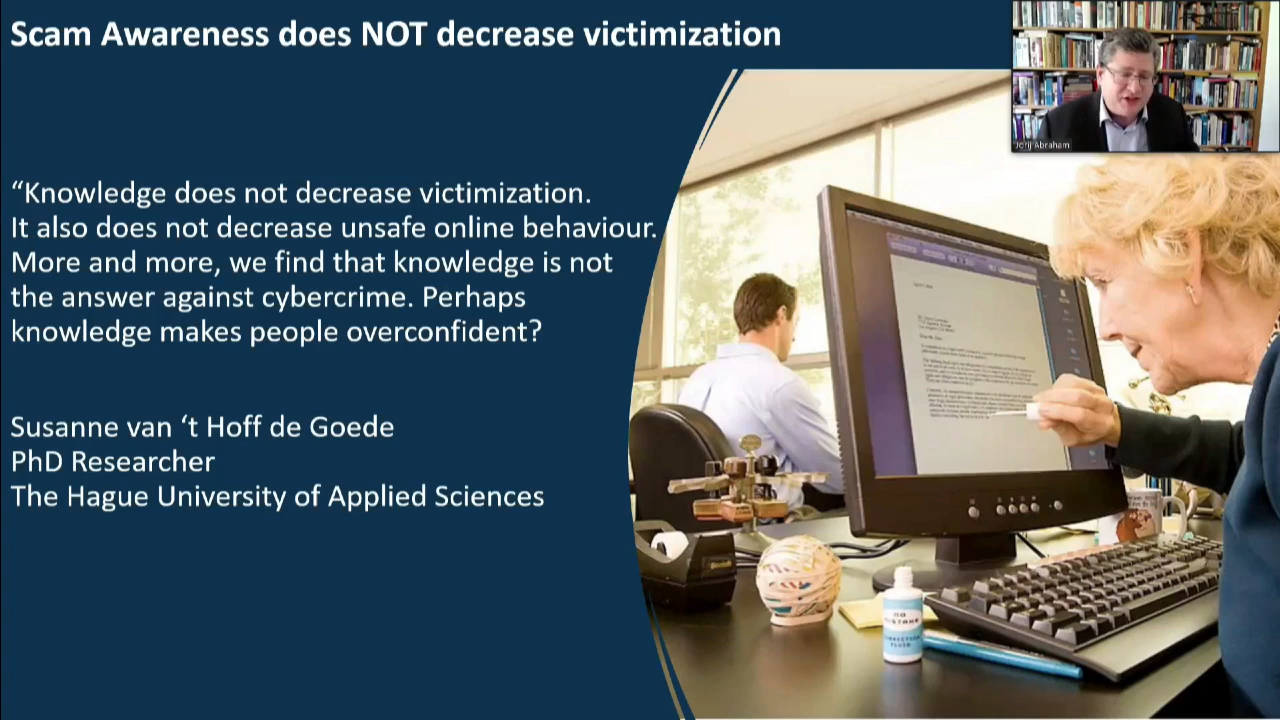 Scam Awareness does NOT decrease victimization
“Knowledge does not decrease victimization.
It also does not decrease unsafe online behaviour.
More and more, we find that knowledge is not
the answer against cybercrime. Perhaps
knowledge makes people overconfident?
Susanne van ‘t Hoff de Goede
PhD Researcher
The Hague University of Applied Sciences
Jorij Abraham